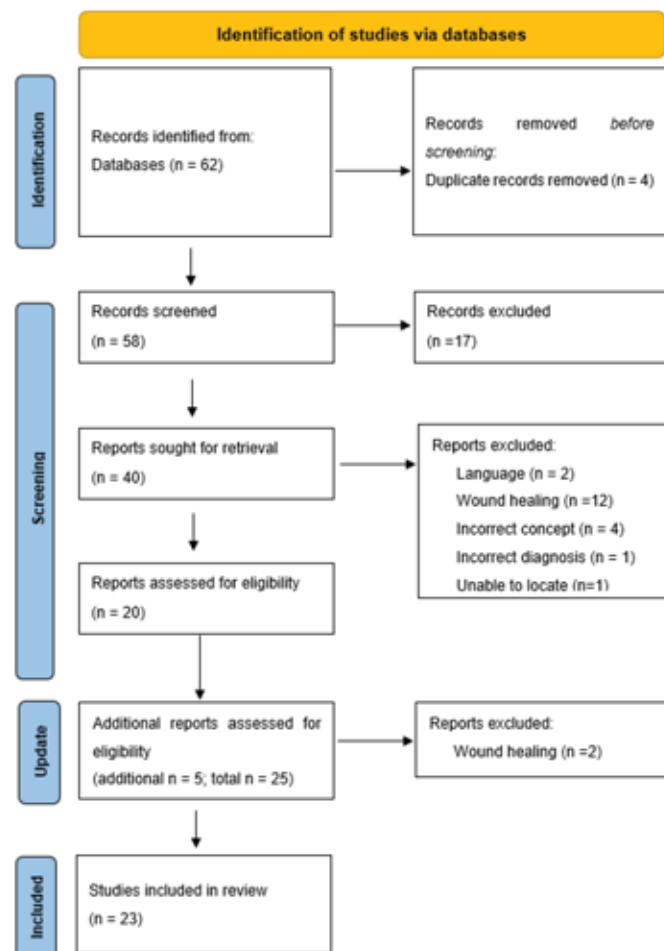 Identification of studies via databases
Identification
Records identified from:
Databases (n = 62)
Records removed before
screening:
Duplicate records removed (n = 4)
Screening
Records screened
(n = 58)
Records excluded
(n =17)
Reports sought for retrieval
(n = 40)
Reports excluded:
Language (n = 2)
Wound healing (n =12)
Incorrect concept (n = 4)
Incorrect diagnosis (n = 1)
Unable to locate (n=1)
Reports assessed for eligibility
(n = 20)
Update
Additional reports assessed for
eligibility
(additional n = 5; total n = 25)
Reports excluded:
Wound healing (n =2)
Included
Studies included in review
(n = 23)